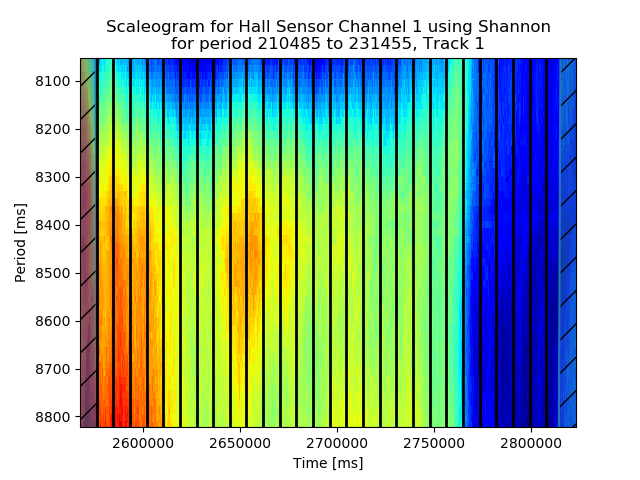 Scaleogram for Hall Sensor Channel 1 using Shannon
for period 210485 to 231455, Track 1
Period [ms]
8100
8200
8300
8400
8500
8600
8700
8800
2600000 2650000 2700000 2750000 2800000
Time [ms]